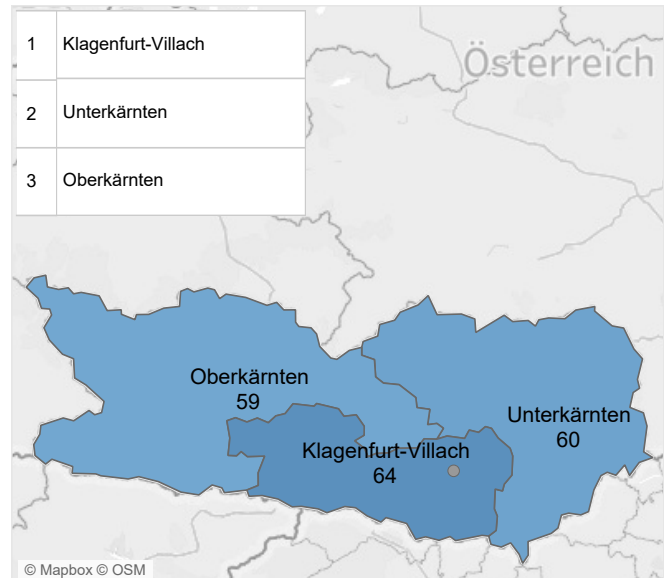 1 Klagenfurt-Villach
2 Unterkärnten
3 Oberkärnten
Österreich
Oberkärnten
59
Unterkärnten
60
Klagenfurt-Villach
64
© Mapbox © OSM